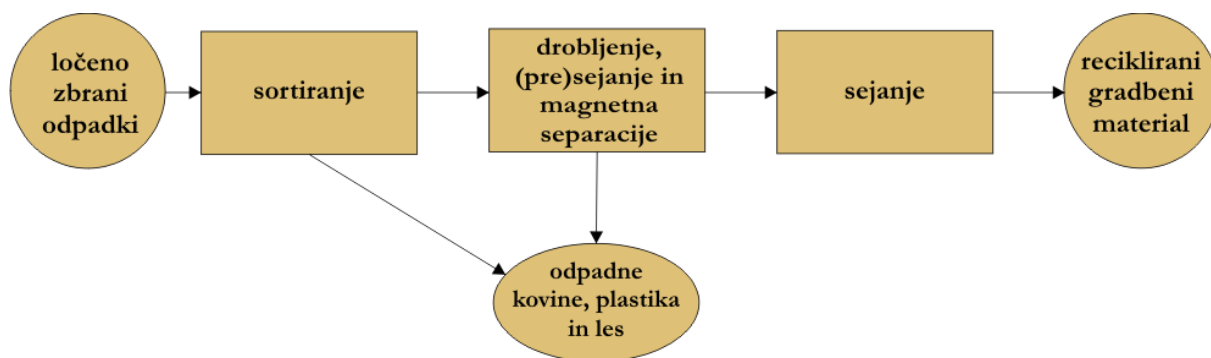 ločeno
zbrani
odpadki
sortiranje
drobljenje,
(pre)sejanje in
magnetna
separacije
sejanje
reciklirani
gradbeni
material
odpadne
kovine, plastika
in les